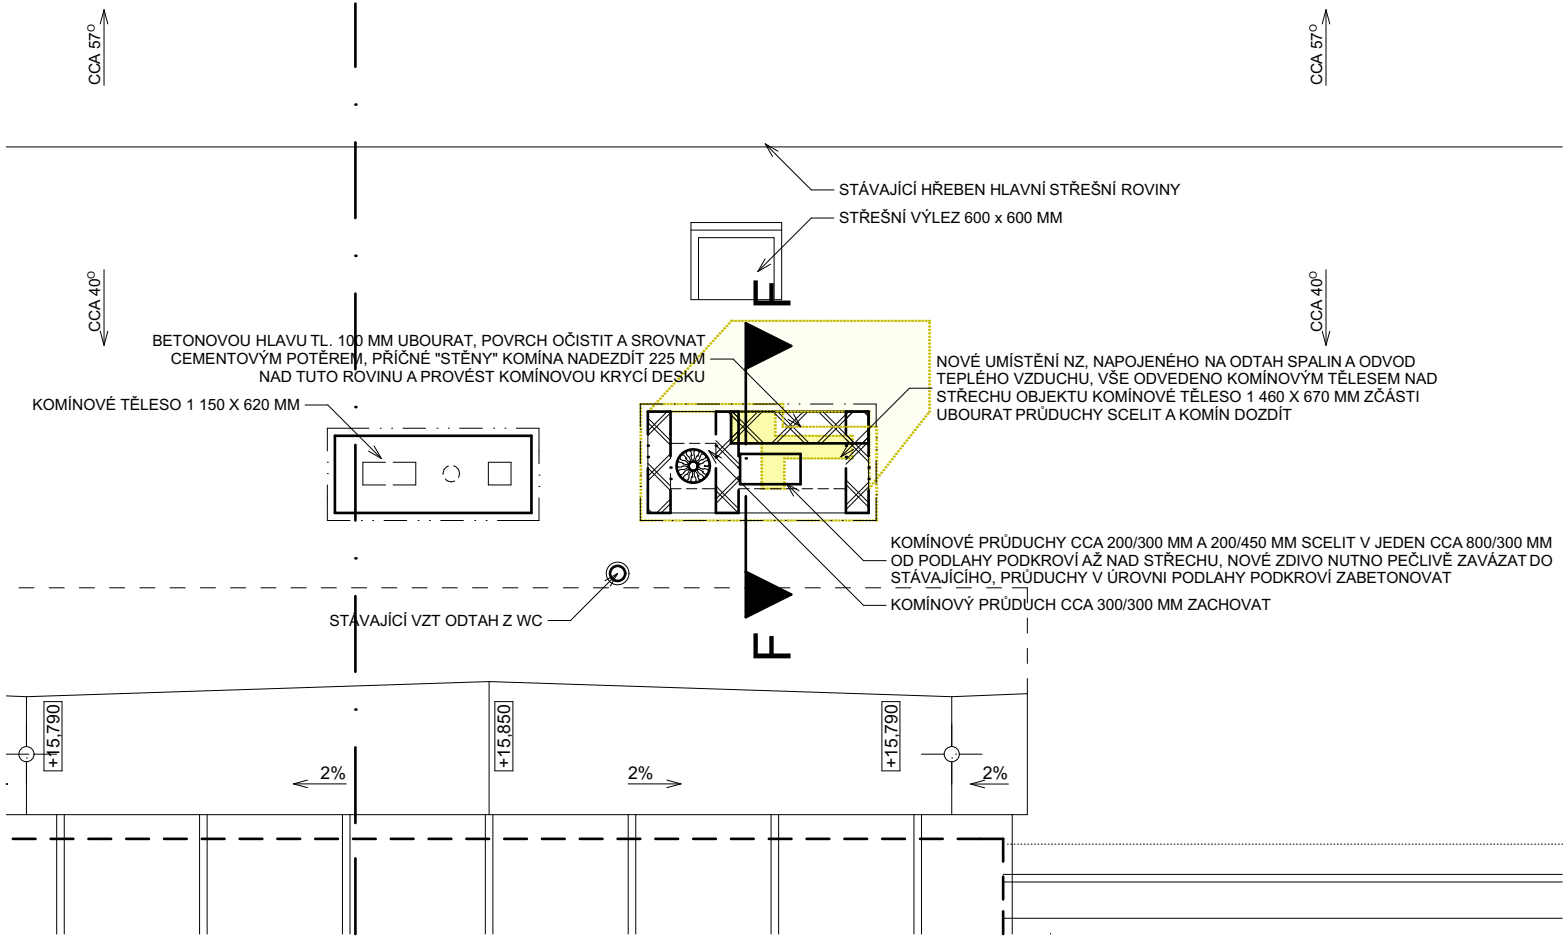 CCA 57°
CCA 57°
STÁVAJÍCÍ HŘEBEN HLAVNÍ STŘEŠNÍ ROVINY
STŘEŠNÍ VÝLEZ 600 x 600 MM
CCA 40°
CCA 40°
F
BETONOVOU HLAVU TL. 100 MM UBOURAT, POVRCH OČISTIT A SROVNAT
CEMENTOVÝM POTĚREM, PŘÍČNÉ "STĚNY" KOMÍNA NADEZDÍT 225 MM
NAD TUTO ROVINU A PROVÉST KOMÍNOVOU KRYCÍ DESKU
NOVÉ UMÍSTĚNÍ NZ, NAPOJENÉHO NA ODTAH SPALIN A ODVOD
TEPLÉHO VZDUCHU, VŠE ODVEDENO KOMÍNOVÝM TĚLESEM NAD
STŘECHU OBJEKTU KOMÍNOVÉ TĚLESO 1 460 X 670 MM ZČÁSTI
UBOURAT PRŮDUCHY SCELIT A KOMÍN DOZDÍT
KOMÍNOVÉ TĚLESO 1 150 X 620 MM
KOMÍNOVÉ PRŮDUCHY CCA 200/300 MM A 200/450 MM SCELIT V JEDEN CCA 800/300 MM
OD PODLAHY PODKROVÍ AŽ NAD STŘECHU, NOVÉ ZDIVO NUTNO PEČLIVĚ ZAVÁZAT DO
STÁVAJÍCÍHO, PRŮDUCHY V ÚROVNI PODLAHY PODKROVÍ ZABETONOVAT
KOMÍNOVÝ PRŮDUCH CCA 300/300 MM ZACHOVAT
STÁVAJÍCÍ VZT ODTAH Z WC
F
+15,790
+15,850
+15,790
2%
2%
2%